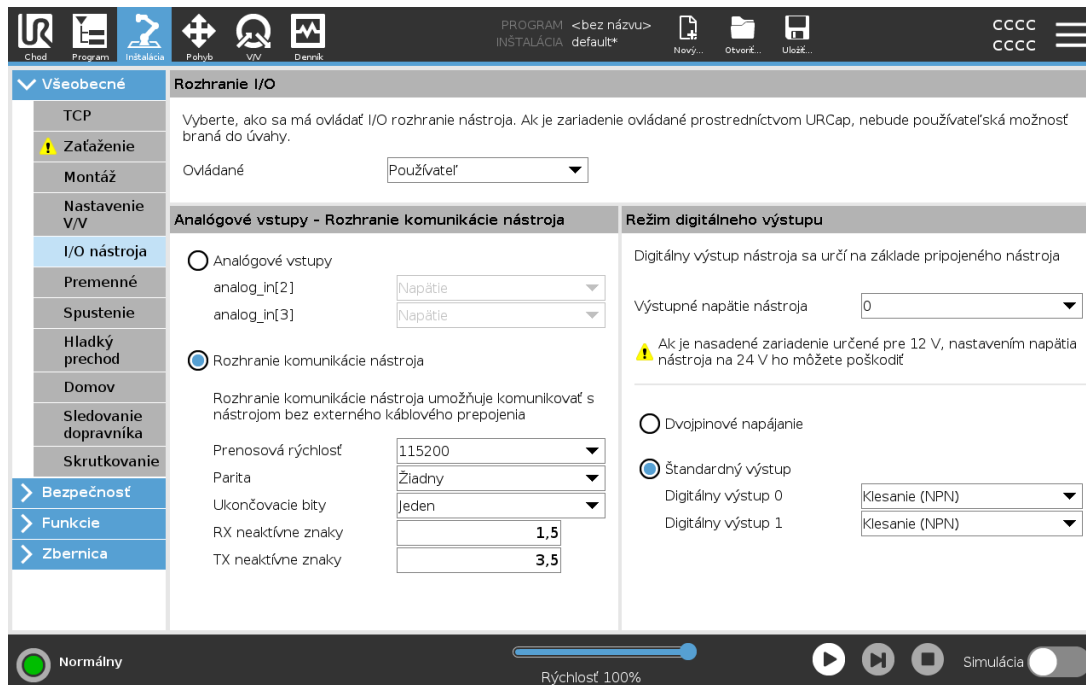 PROGRAM <bez názvu>
INŠTALÁCIA default*
CCCC
CCCC
Chod
Program
Inštalácia
Pohyb
V/V
Denník
Nový...
Otvoriť...
Uložiť...
Všeobecné
TCP
Zaťaženie
Montáž
Nastavenie
V/V
I/O nástroja
Premenné
Spustenie
Hladký
prechod
Domov
Sledovanie
dopravníka
Skrutkovanie
Bezpečnosť
Funkcie
Zbernica
Rozhranie I/O
Vyberte, ako sa má ovládať I/O rozhranie nástroja. Ak je zariadenie ovládané prostredníctvom URCap, nebude používateľská možnosť
braná do úvahy.
Ovládané
Používateľ
Analógové vstupy - Rozhranie komunikácie nástroja
Analógové vstupy
analog_in[2] Napätie
analog_in[3] Napätie
Rozhranie komunikácie nástroja
Rozhranie komunikácie nástroja umožňuje komunikovať s
nástrojom bez externého káblového prepojenia
Prenosová rýchlosť 115200
Parita Žiadny
Ukončovacie bity Jeden
RX neaktívne znaky 1,5
TX neaktívne znaky 3,5
Režim digitálneho výstupu
Digitálny výstup nástroja sa určí na základe pripojeného nástroja
Výstupné napätie nástroja 0
Ak je nasadené zariadenie určené pre 12 V, nastavením napätia
nástroja na 24 V ho môžete poškodiť
Dvojpinové napájanie
Štandardný výstup
Digitálny výstup 0 Klesanie (NPN)
Digitálny výstup 1 Klesanie (NPN)
Normálny
Rýchlosť 100%
Simulácia